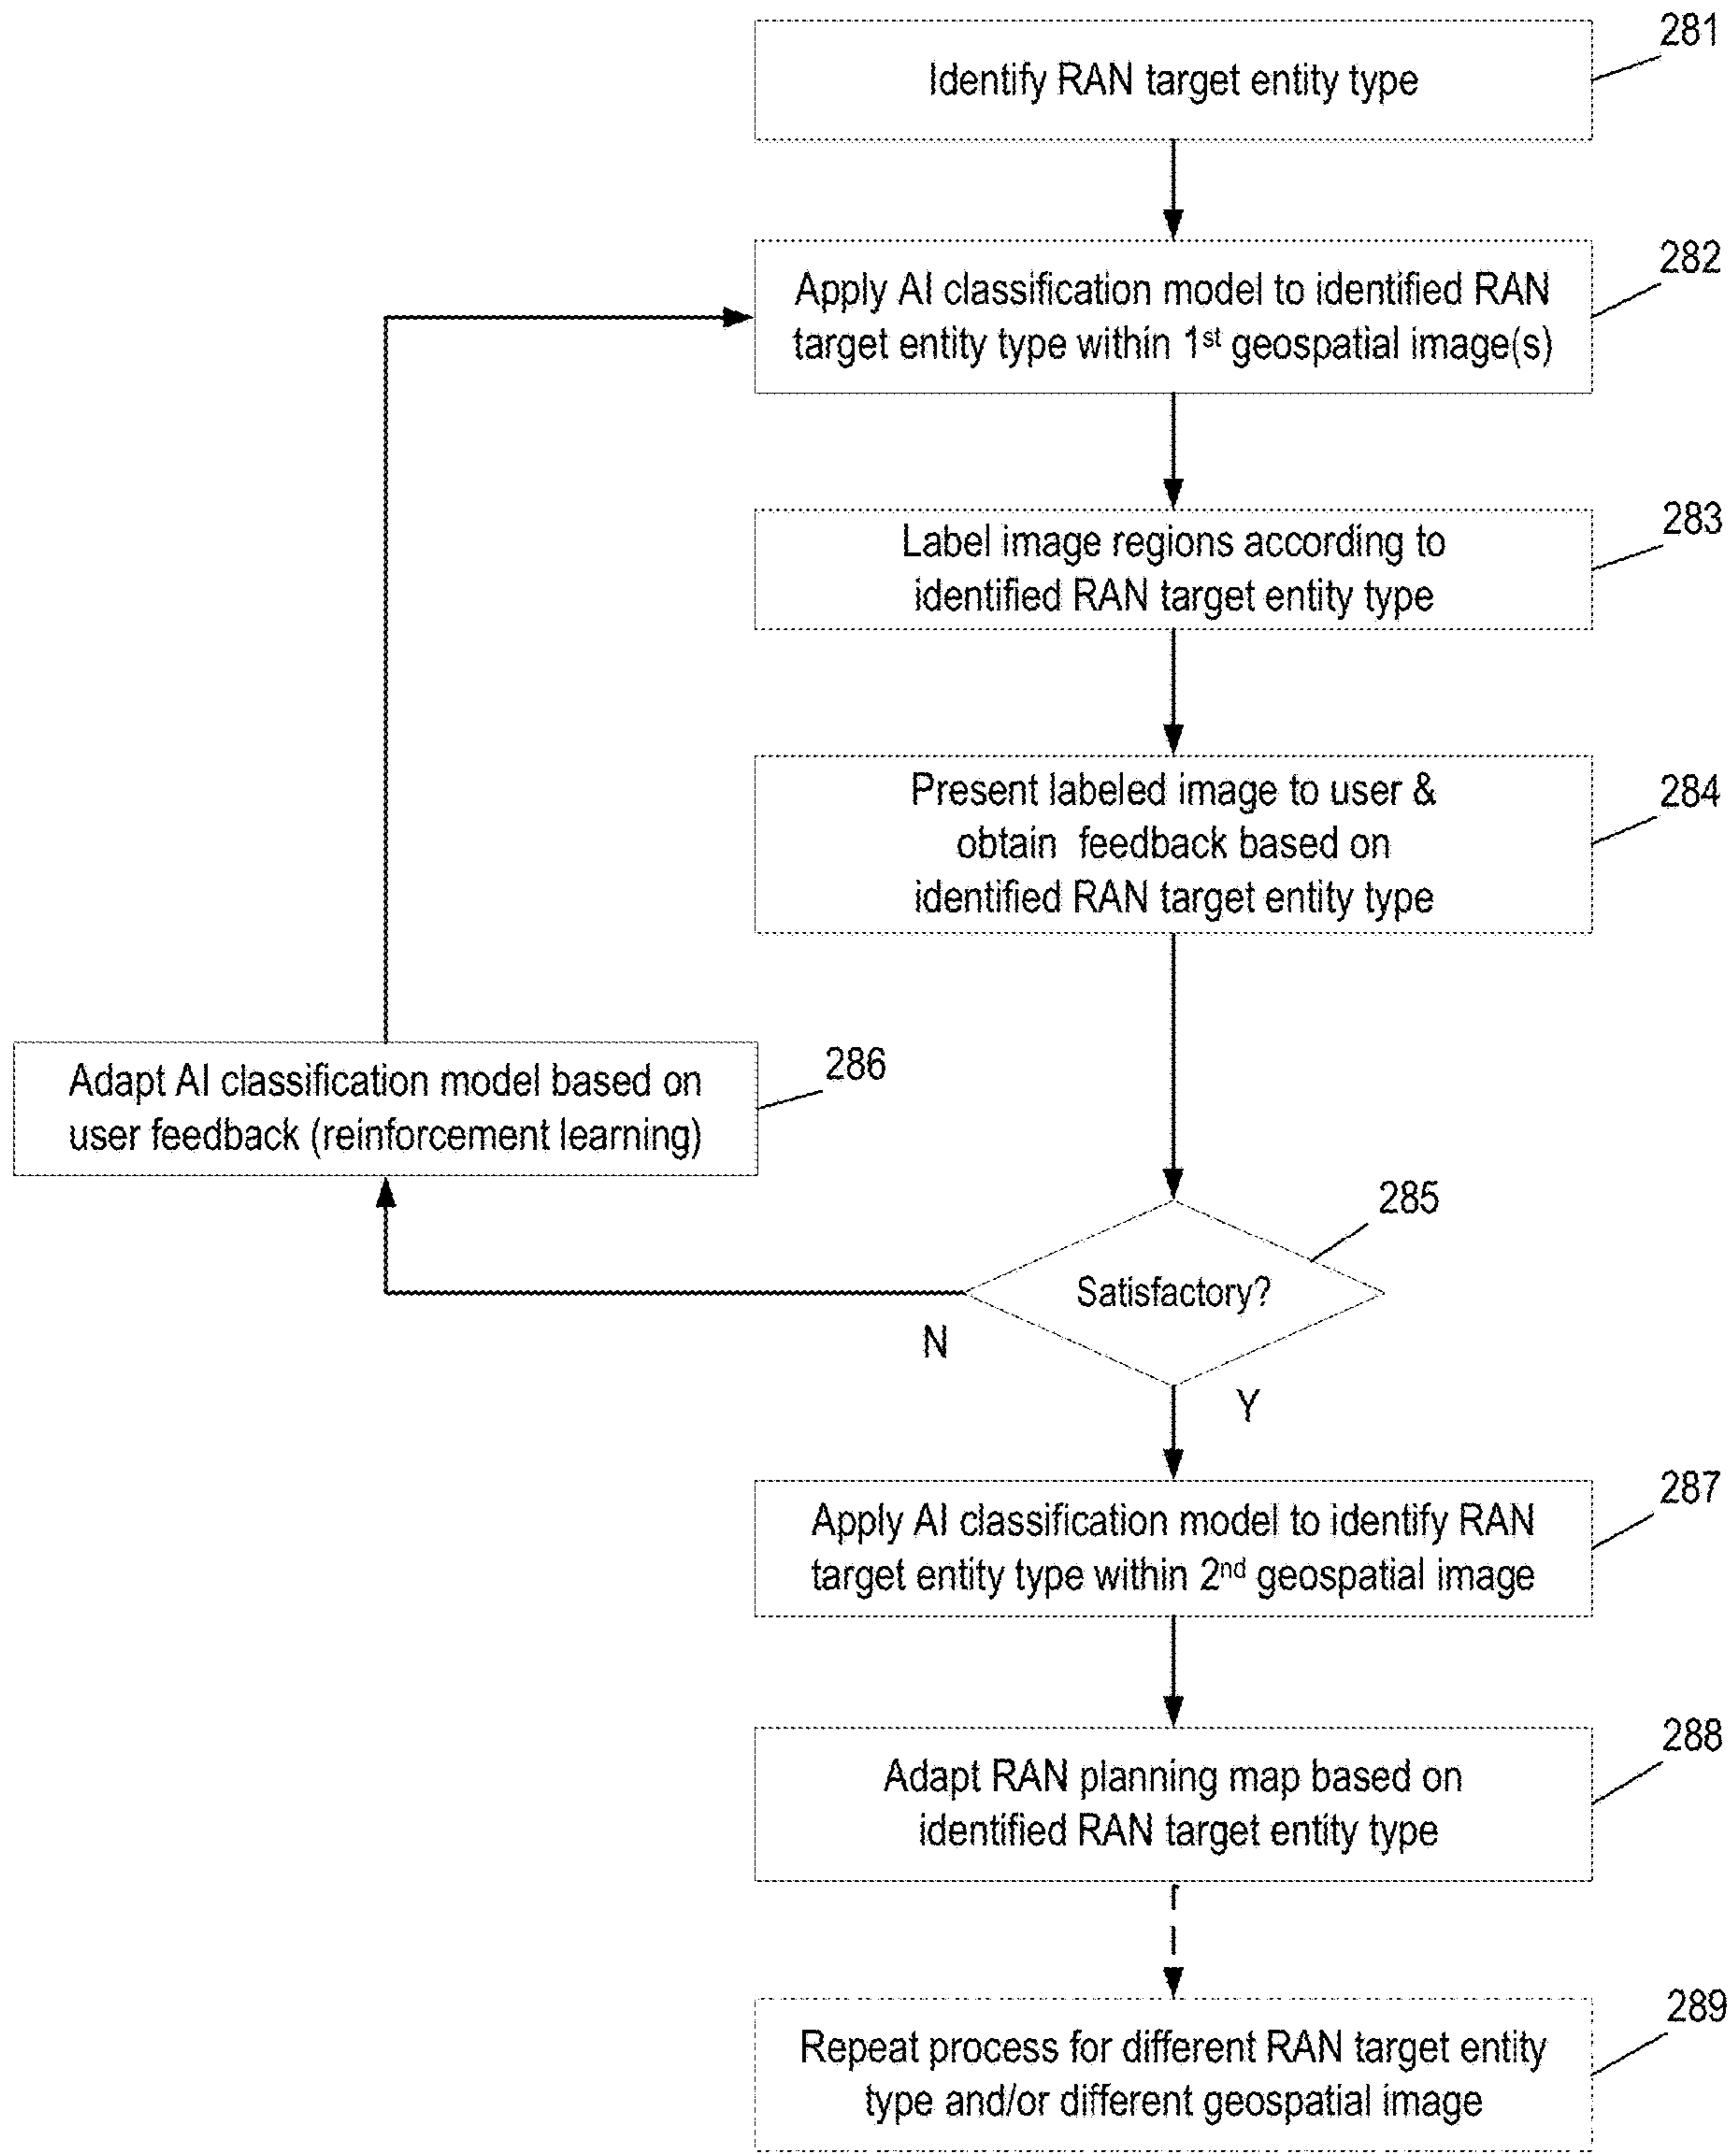 281
Identify RAN target entity type
282
Apply AI classification model to identified RAN
target entity type within 1st geospatial image(s)
283
Label image regions according to
identified RAN target entity type
284
Present labeled image to user &
obtain feedback based on
identified RAN target entity type
286
Adapt AI classification model based on
user feedback (reinforcement learning)
285
Satisfactory?
N
Y
287
Apply AI classification model to identify RAN
target entity type within 2nd geospatial image
288
Adapt RAN planning map based on
identified RAN target entity type
289
Repeat process for different RAN target entity
type and/or different geospatial image